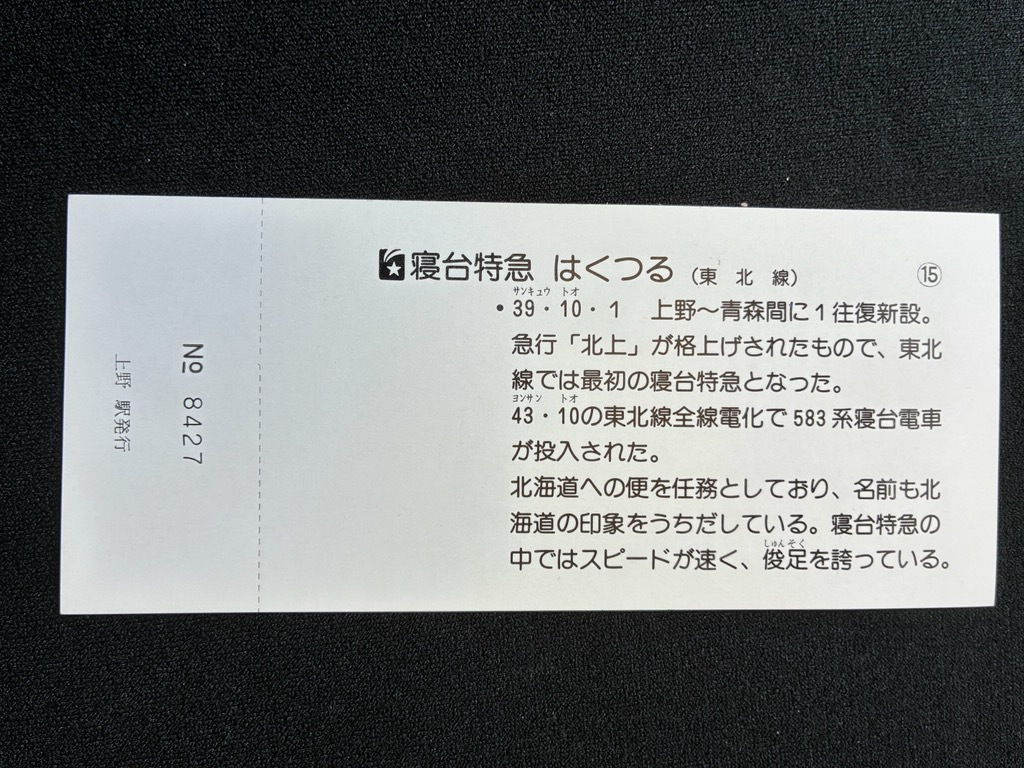 寝台特急 はくつる (東北線) ⑮
サンキュウ トオ
・39・10・1 上野～青森間に1往復新設。
急行「北上」が格上げされたもので、東北
線では最初の寝台特急となった。
ヨンサン トオ
43・10の東北線全線電化で583系寝台電車
が投入された。
北海道への便を任務としており、名前も北
海道の印象をうちだしている。寝台特急の
しゅんそく
中ではスピードが速く、俊足を誇っている。
№ 8427
上野 駅発行